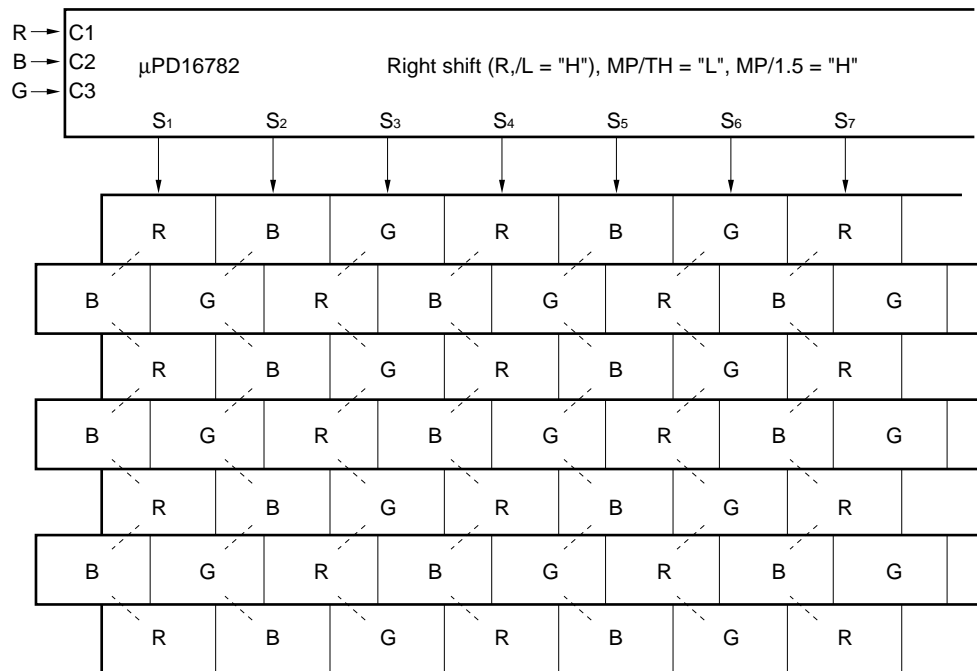 R C1
B C2
G C3
µPD16782 Right shift (R,/L = "H"), MP/TH = "L", MP/1.5 = "H"
S1 S2 S3 S4 S5 S6 S7
R B G R B G R
B G R B G R B G
R B G R B G R
B G R B G R B G
R B G R B G R
B G R B G R B G
R B G R B G R